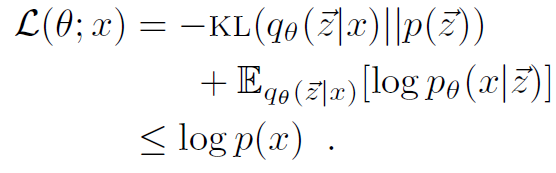 𝓛(θ; x) = −KL(q_θ(z⃗|x)||p(z⃗))
+ 𝔼_{q_θ(z⃗|x)}[log p_θ(x|z⃗)]
≤ log p(x) .